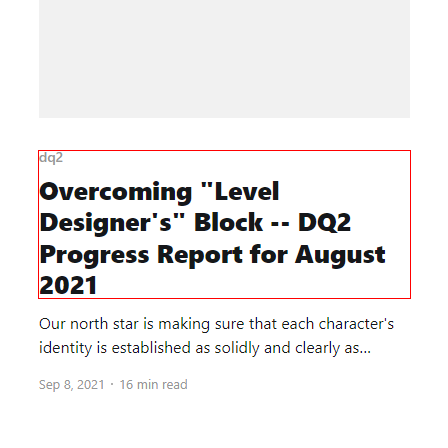 dq2
Overcoming "Level
Designer's" Block -- DQ2
Progress Report for August
2021
Our north star is making sure that each character's
identity is established as solidly and clearly as...
Sep 8, 2021 • 16 min read